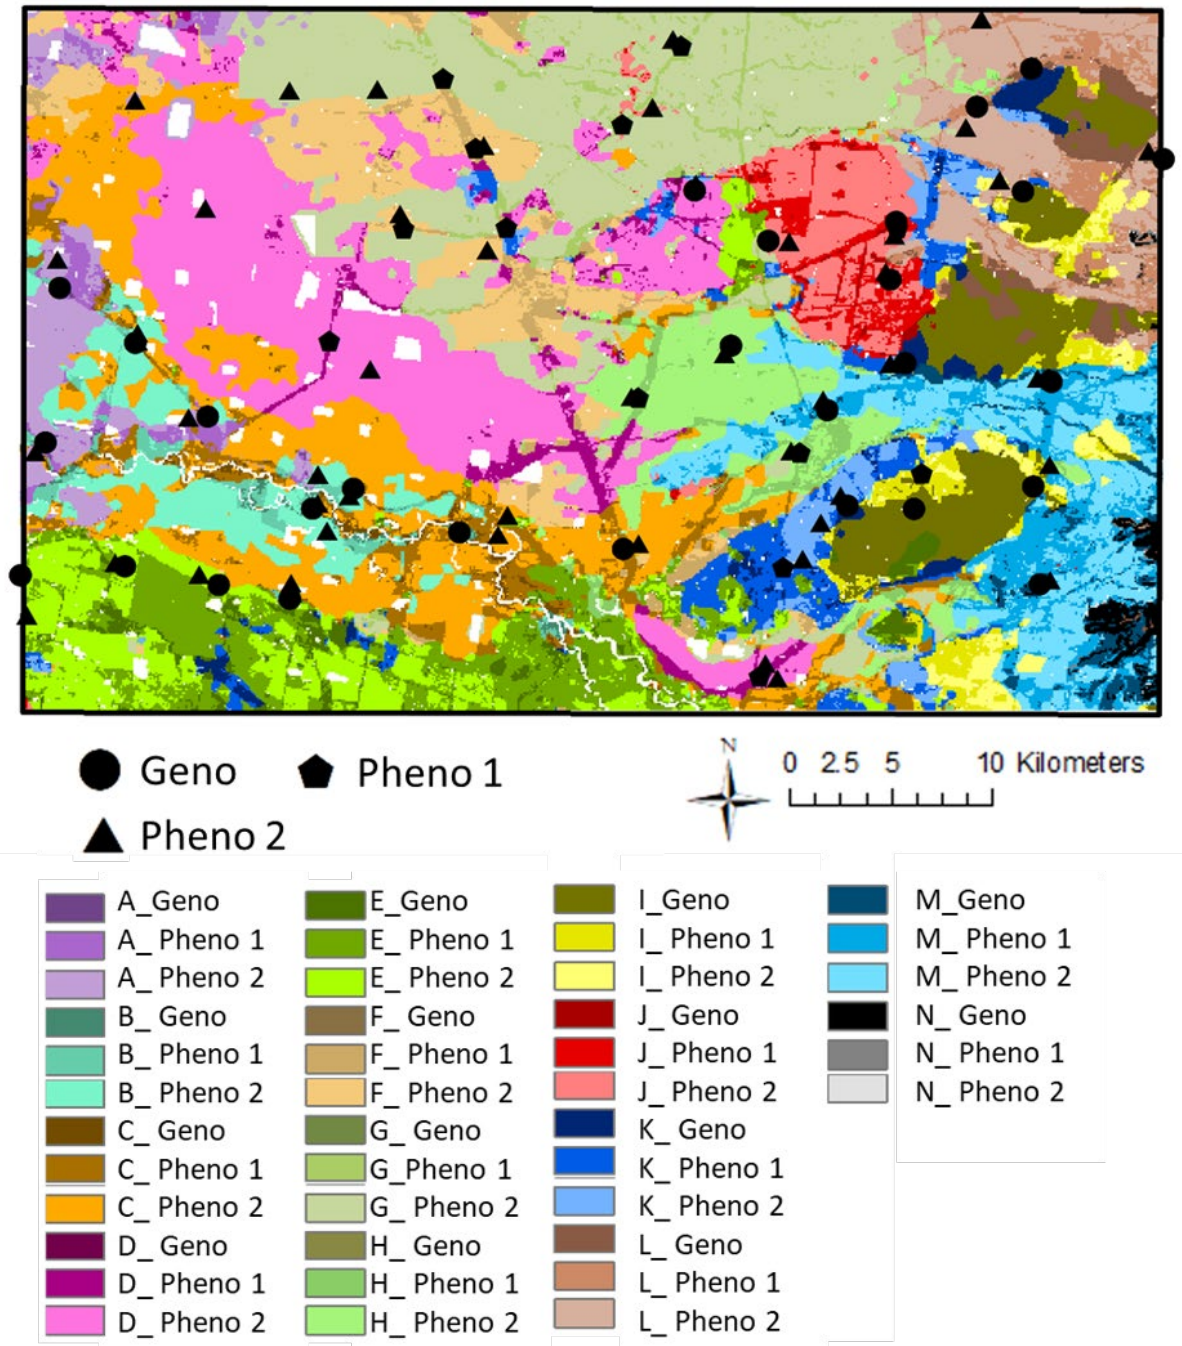 Geno
Pheno 1
Pheno 2
N
0 2.5 5 10 Kilometers
A_Geno
A_ Pheno 1
A_ Pheno 2
B_ Geno
B_ Pheno 1
B_ Pheno 2
C_ Geno
C_ Pheno 1
C_ Pheno 2
D_ Geno
D_ Pheno 1
D_ Pheno 2
E_Geno
E_ Pheno 1
E_ Pheno 2
F_ Geno
F_ Pheno 1
F_ Pheno 2
G_ Geno
G_Pheno 1
G_ Pheno 2
H_ Geno
H_ Pheno 1
H_ Pheno 2
I_Geno
I_ Pheno 1
I_ Pheno 2
J_ Geno
J_ Pheno 1
J_ Pheno 2
K_ Geno
K_ Pheno 1
K_ Pheno 2
L_ Geno
L_ Pheno 1
L_ Pheno 2
M_Geno
M_ Pheno 1
M_ Pheno 2
N_ Geno
N_ Pheno 1
N_ Pheno 2